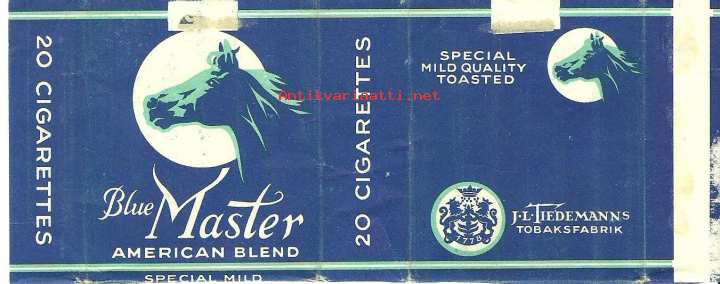 20 CIGARETTES
Blue Master
AMERICAN BLEND
SPECIAL MILD
20 CIGARETTES
SPECIAL
MILD QUALITY
TOASTED
1778
J·L·TIEDEMANNS
TOBAKSFABRIK
Antikvariaatti.net